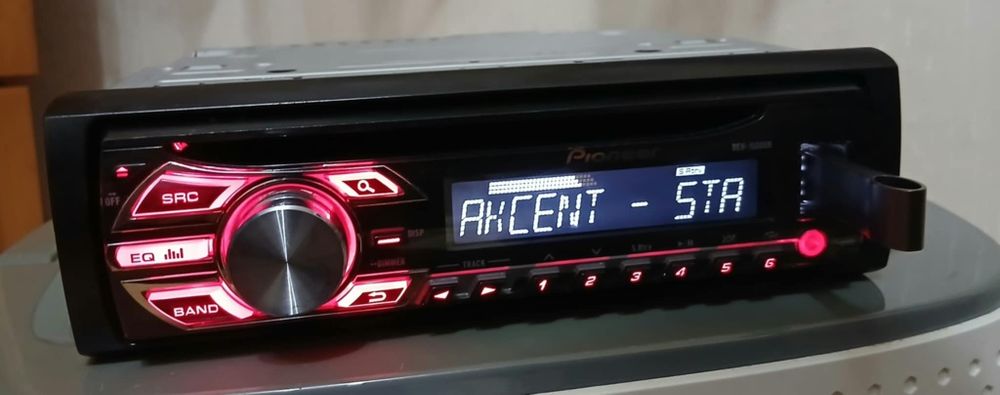 Pioneer
OFF
SRC
DISP
AKCENT - STA
EQ
DIMMER
TRACK
BAND
1 2 3 4 5 6